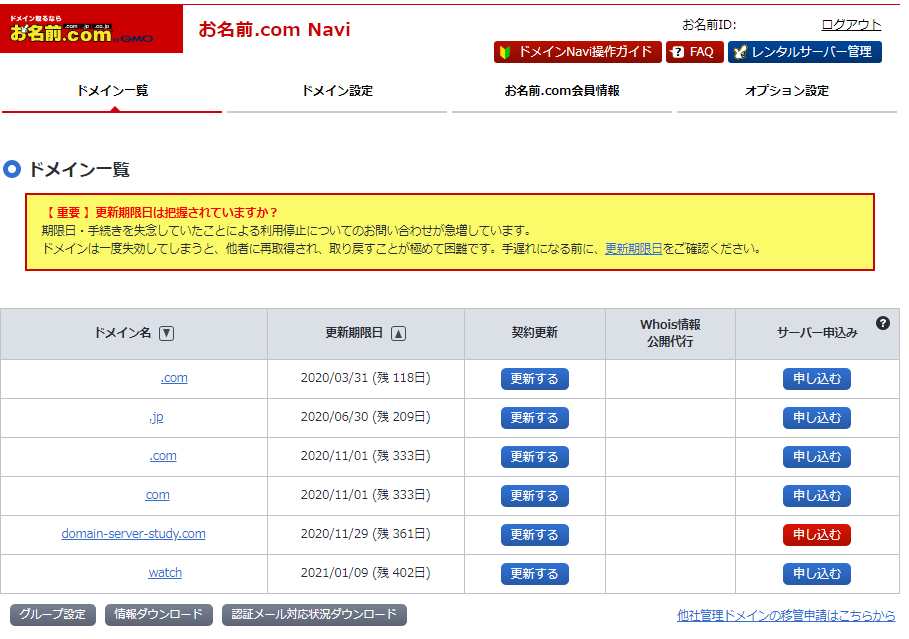 ドメイン取るなら
お名前.com
.com .jp .co.jp
by GMO
お名前.com Navi
お名前ID:
ログアウト
ドメインNavi操作ガイド
? FAQ
レンタルサーバー管理
ドメイン一覧
ドメイン設定
お名前.com会員情報
オプション設定
ドメイン一覧
【 重要 】更新期限日は把握されていますか？
期限日・手続きを失念していたことによる利用停止についてのお問い合わせが急増しています。
ドメインは一度失効してしまうと、他者に再取得され、取り戻すことが極めて困難です。手遅れになる前に、更新期限日をご確認ください。
ドメイン名 ▼ 更新期限日 ▲ 契約更新 Whois情報 サーバー申込み ?
公開代行
.com 2020/03/31 (残 118日) 更新する 申し込む
.jp 2020/06/30 (残 209日) 更新する 申し込む
.com 2020/11/01 (残 333日) 更新する 申し込む
com 2020/11/01 (残 333日) 更新する 申し込む
domain-server-study.com 2020/11/29 (残 361日) 更新する 申し込む
watch 2021/01/09 (残 402日) 更新する 申し込む
グループ設定 情報ダウンロード 認証メール対応状況ダウンロード 他社管理ドメインの移管申請はこちらから